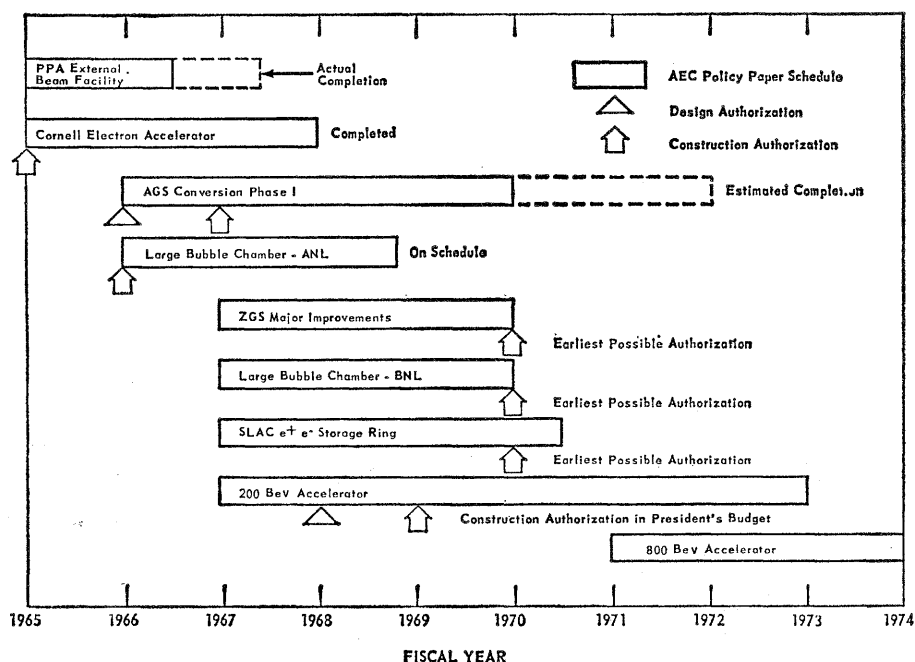 PPA External
Beam Facility
Actual
Completion
AEC Policy Paper Schedule
Design Authorization
Construction Authorization
Cornell Electron Accelerator
Completed
AGS Conversion Phase I
Estimated Completion
Large Bubble Chamber - ANL
On Schedule
ZGS Major Improvements
Earliest Possible Authorization
Large Bubble Chamber - BNL
Earliest Possible Authorization
SLAC e+ e- Storage Ring
Earliest Possible Authorization
200 Bev Accelerator
Construction Authorization in President's Budget
800 Bev Accelerator
1965 1966 1967 1968 1969 1970 1971 1972 1973 1974
FISCAL YEAR